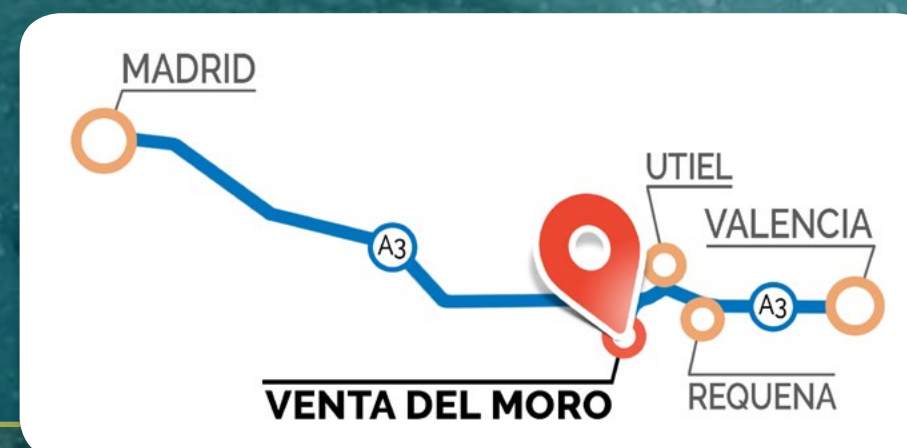 MADRID
UTIEL
VALENCIA
A3
A3
VENTA DEL MORO
REQUENA